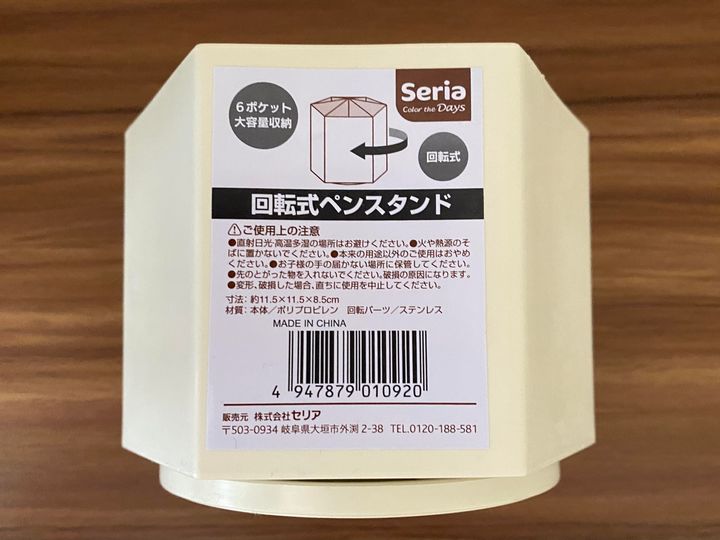 6ポケット
大容量収納
Seria
Color the Days
回転式
回転式ペンスタンド
⚠ご使用上の注意
●直射日光・高温多湿の場所はお避けください。●火や熱源のそ
ばに置かないでください。●本来の用途以外のご使用はおやめ
ください。●お子様の手の届かない場所に保管してください。
●先のとがった物を入れないでください。破損の原因になります。
●変形、破損した場合、直ちに使用を中止してください。
寸法：約11.5×11.5×8.5cm
材質：本体／ポリプロピレン 回転パーツ／ステンレス
MADE IN CHINA
4 947879 010920
販売元 株式会社セリア
〒503-0934 岐阜県大垣市外渕 2-38 TEL.0120-188-581